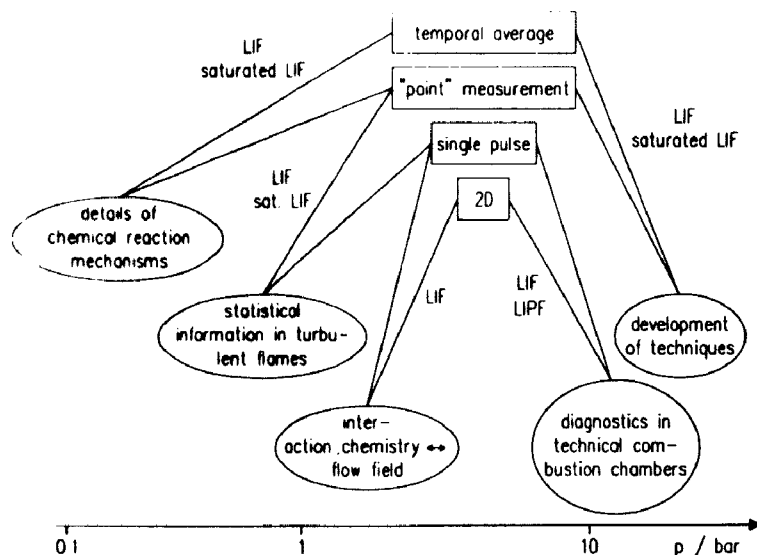 temporal average
LIF
saturated LIF
"point" measurement
LIF
saturated LIF
single pulse
LIF
sat. LIF
2D
details of
chemical reaction
mechanisms
LIF
LIF
LIPF
statistical
information in turbu-
lent flames
development
of techniques
inter-
action chemistry ↔
flow field
diagnostics in
technical com-
bustion chambers
0.1
1
10
p / bar